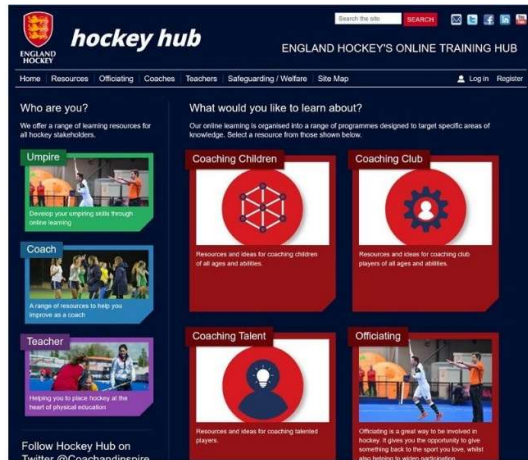 Search the site
SEARCH
ENGLAND
HOCKEY
hockey hub
ENGLAND HOCKEY'S ONLINE TRAINING HUB
Home Resources Officiating Coaches Teachers Safeguarding / Welfare Site Map
Log in Register
Who are you?
We offer a range of learning resources for
all hockey stakeholders.
Umpire
Develop your umpiring skills through
online learning
Coach
A range of resources to help you
improve as a coach
Teacher
Helping you to place hockey at the
heart of physical education
Follow Hockey Hub on
Twitter @Coachandinspire
What would you like to learn about?
Our online learning is organised into a range of programmes designed to target specific areas of
knowledge. Select a resource from those shown below.
Coaching Children
Resources and ideas for coaching children
of all ages and abilities.
Coaching Club
Resources and ideas for coaching club
players of all ages and abilities.
Coaching Talent
Resources and ideas for coaching talented
players.
Officiating
Officiating is a great way to be involved in
hockey. It gives you the opportunity to give
something back to the sport you love, whilst
also helping to widen participation